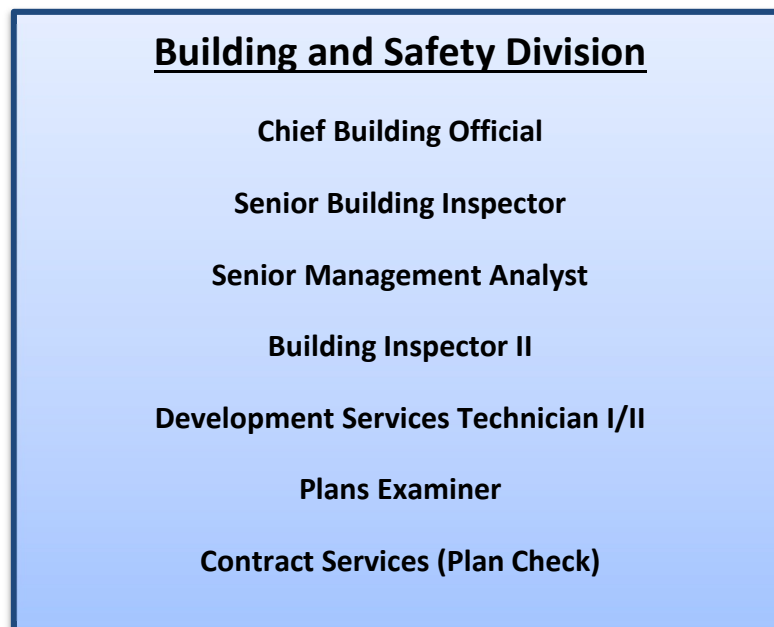 Building and Safety Division
Chief Building Official
Senior Building Inspector
Senior Management Analyst
Building Inspector II
Development Services Technician I/II
Plans Examiner
Contract Services (Plan Check)